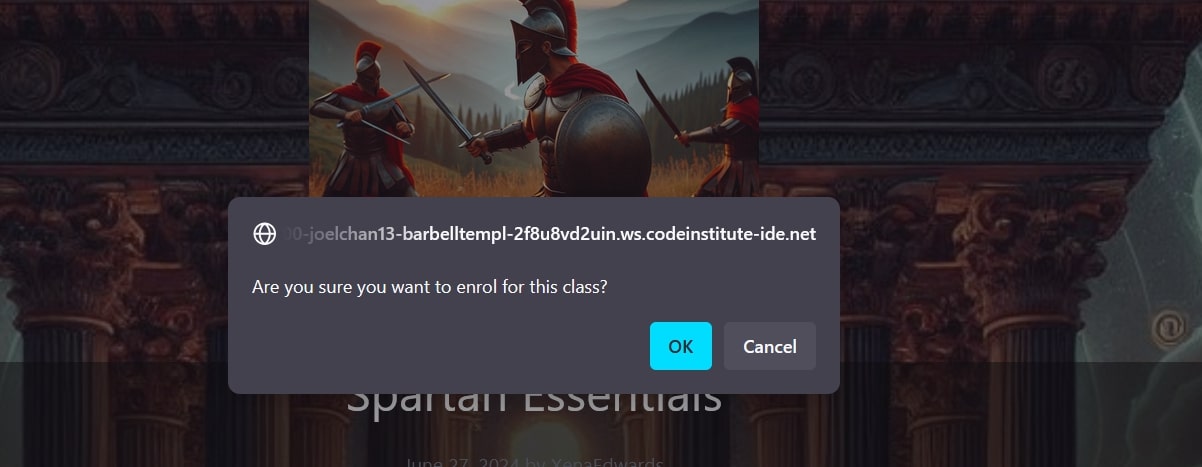 00-joelchan13-barbelltempl-2f8u8vd2uin.ws.codeinstitute-ide.net
Are you sure you want to enrol for this class?
OK
Cancel
Spartan Essentials
June 27, 2024 by XenaEdwards